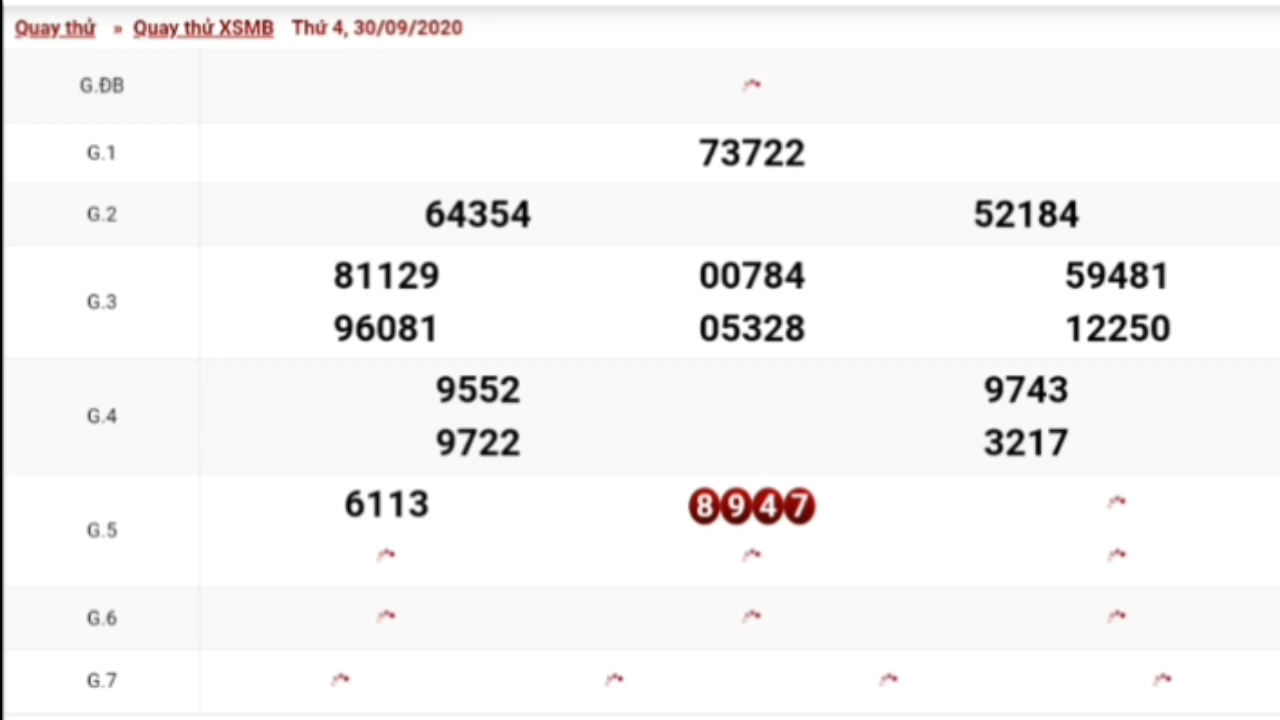 Quay thử » Quay thử XSMB Thứ 4, 30/09/2020
G.ĐB
G.1 73722
G.2 64354 52184
G.3 81129 00784 59481
96081 05328 12250
G.4 9552 9743
9722 3217
G.5 6113 8947
G.6
G.7